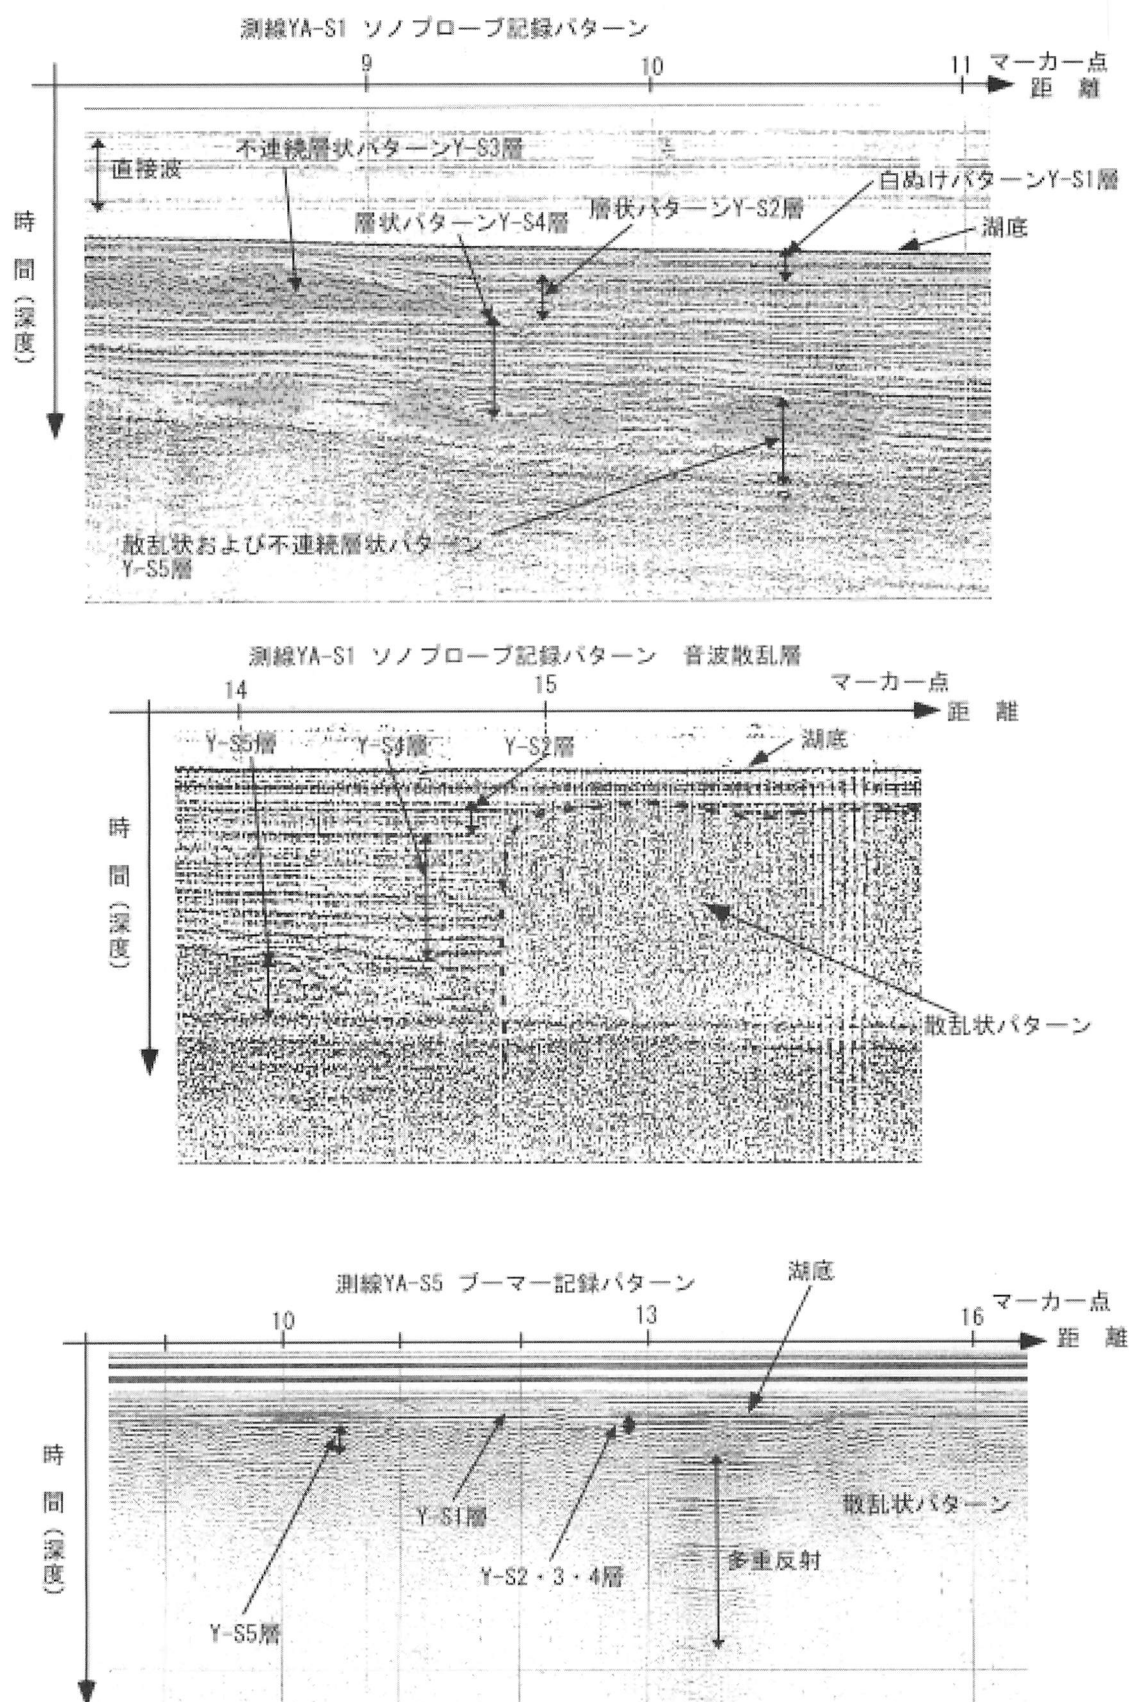 測線YA-S1 ソノプローブ記録パターン
9
10
11
マーカー点
距 離
直接波
不連続層状パターンY-S3層
白ぬけパターンY-S1層
層状パターンY-S2層
層状パターンY-S4層
湖底
時間(深度)
散乱状および不連続層状パターン
Y-S5層
測線YA-S1 ソノプローブ記録パターン 音波散乱層
14
15
マーカー点
距 離
Y-S5層
Y-S4層
Y-S2層
湖底
時間(深度)
散乱状パターン
測線YA-S5 ブーマー記録パターン
湖底
10
13
16
マーカー点
距 離
時間(深度)
Y-S1層
散乱状パターン
多重反射
Y-S2・3・4層
Y-S5層